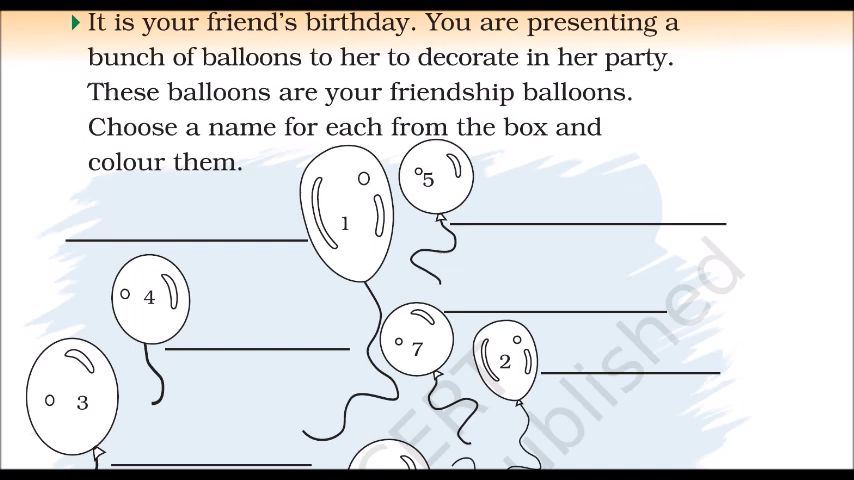 It is your friend's birthday. You are presenting a
bunch of balloons to her to decorate in her party.
These balloons are your friendship balloons.
Choose a name for each from the box and
colour them.
5
1
4
7
2
3
CERT
ublished